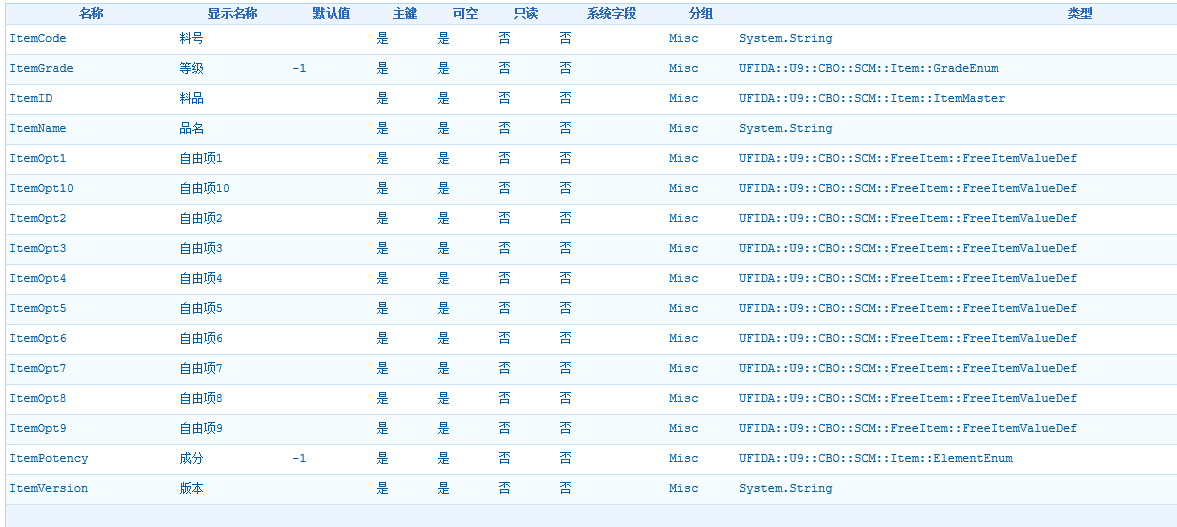 名称 显示名称 默认值 主键 可空 只读 系统字段 分组 类型
ItemCode 料号 是 是 否 否 Misc System.String
ItemGrade 等级 -1 是 是 否 否 Misc UFIDA::U9::CBO::SCM::Item::GradeEnum
ItemID 料品 是 是 否 否 Misc UFIDA::U9::CBO::SCM::Item::ItemMaster
ItemName 品名 是 是 否 否 Misc System.String
ItemOpt1 自由项1 是 是 否 否 Misc UFIDA::U9::CBO::SCM::FreeItem::FreeItemValueDef
ItemOpt10 自由项10 是 是 否 否 Misc UFIDA::U9::CBO::SCM::FreeItem::FreeItemValueDef
ItemOpt2 自由项2 是 是 否 否 Misc UFIDA::U9::CBO::SCM::FreeItem::FreeItemValueDef
ItemOpt3 自由项3 是 是 否 否 Misc UFIDA::U9::CBO::SCM::FreeItem::FreeItemValueDef
ItemOpt4 自由项4 是 是 否 否 Misc UFIDA::U9::CBO::SCM::FreeItem::FreeItemValueDef
ItemOpt5 自由项5 是 是 否 否 Misc UFIDA::U9::CBO::SCM::FreeItem::FreeItemValueDef
ItemOpt6 自由项6 是 是 否 否 Misc UFIDA::U9::CBO::SCM::FreeItem::FreeItemValueDef
ItemOpt7 自由项7 是 是 否 否 Misc UFIDA::U9::CBO::SCM::FreeItem::FreeItemValueDef
ItemOpt8 自由项8 是 是 否 否 Misc UFIDA::U9::CBO::SCM::FreeItem::FreeItemValueDef
ItemOpt9 自由项9 是 是 否 否 Misc UFIDA::U9::CBO::SCM::FreeItem::FreeItemValueDef
ItemPotency 成分 -1 是 是 否 否 Misc UFIDA::U9::CBO::SCM::Item::ElementEnum
ItemVersion 版本 是 是 否 否 Misc System.String